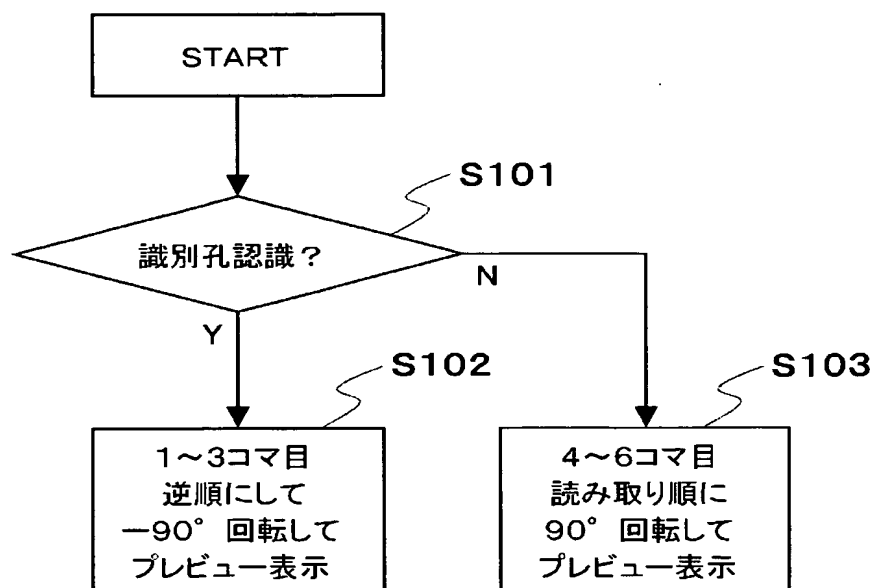 START
S101
識別孔認識？
N
Y
S102
S103
1～3コマ目
逆順にして
－90° 回転して
プレビュー表示
4～6コマ目
読み取り順に
90° 回転して
プレビュー表示